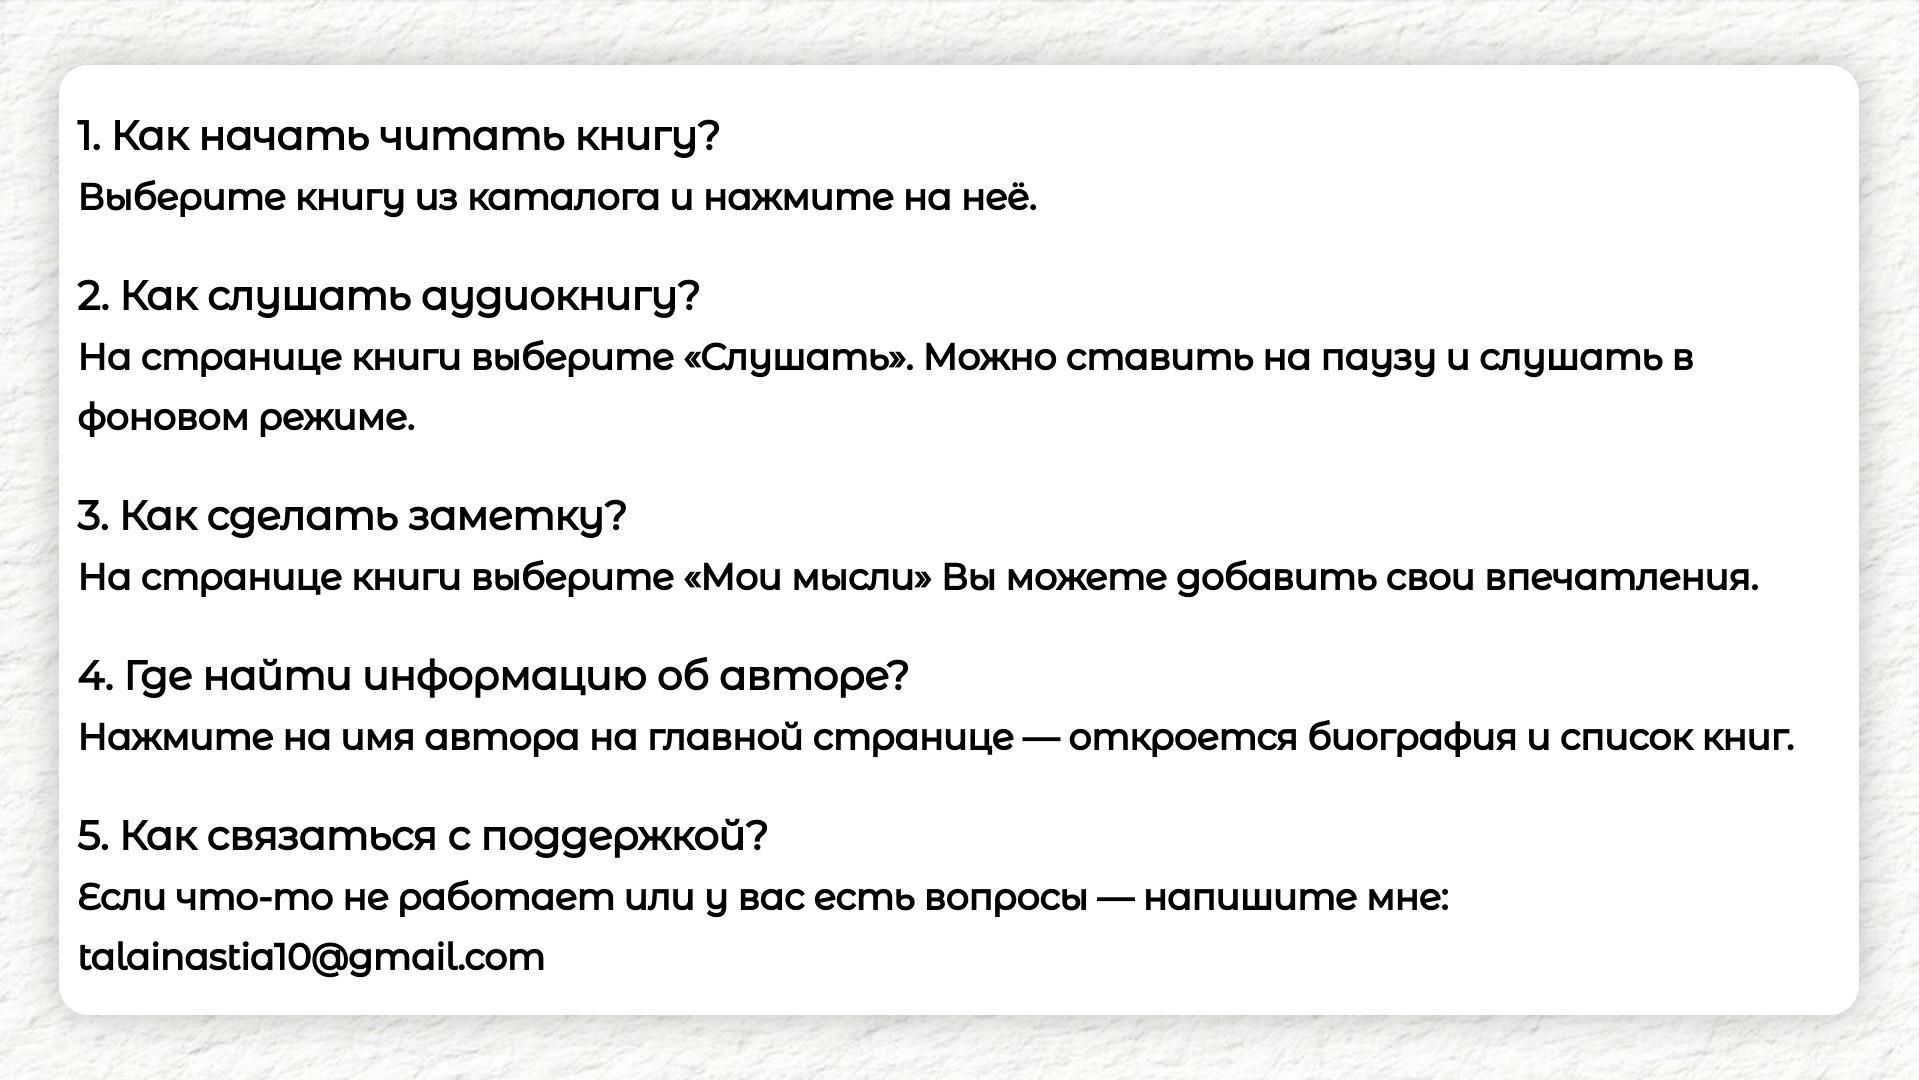 1. Как начать читать книгу?
Выберите книгу из каталога и нажмите на неё.
2. Как слушать аудиокнигу?
На странице книги выберите «Слушать». Можно ставить на паузу и слушать в
фоновом режиме.
3. Как сделать заметку?
На странице книги выберите «Мои мысли» Вы можете добавить свои впечатления.
4. Где найти информацию об авторе?
Нажмите на имя автора на главной странице — откроется биография и список книг.
5. Как связаться с поддержкой?
Если что-то не работает или у вас есть вопросы — напишите мне:
talainastia10@gmail.com